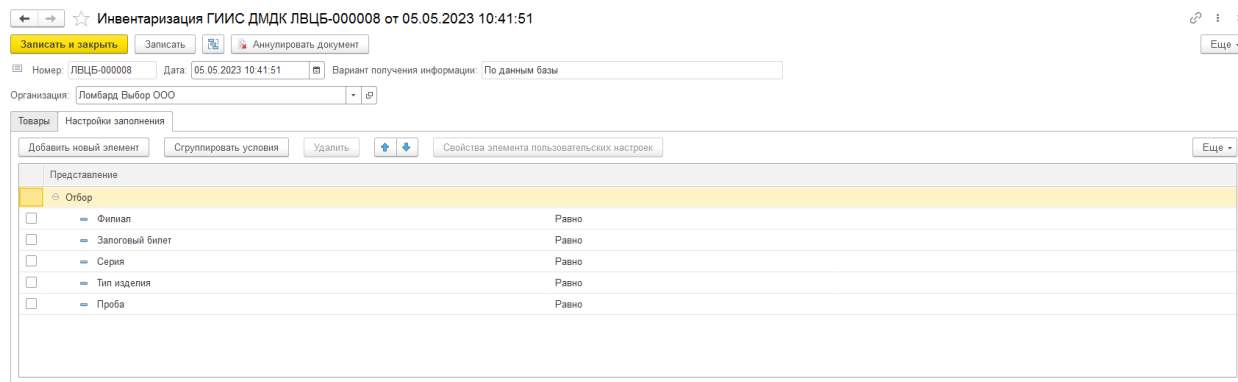 Инвентаризация ГИИС ДМДК ЛВЦБ-000008 от 05.05.2023 10:41:51
Записать и закрыть Записать Аннулировать документ Еще
Номер: ЛВЦБ-000008 Дата: 05.05.2023 10:41:51 Вариант получения информации: По данным базы
Организация: Ломбард Выбор ООО
Товары Настройки заполнения
Добавить новый элемент Сгруппировать условия Удалить Свойства элемента пользовательских настроек Еще
Представление
Отбор
Филиал Равно
Залоговый билет Равно
Серия Равно
Тип изделия Равно
Проба Равно